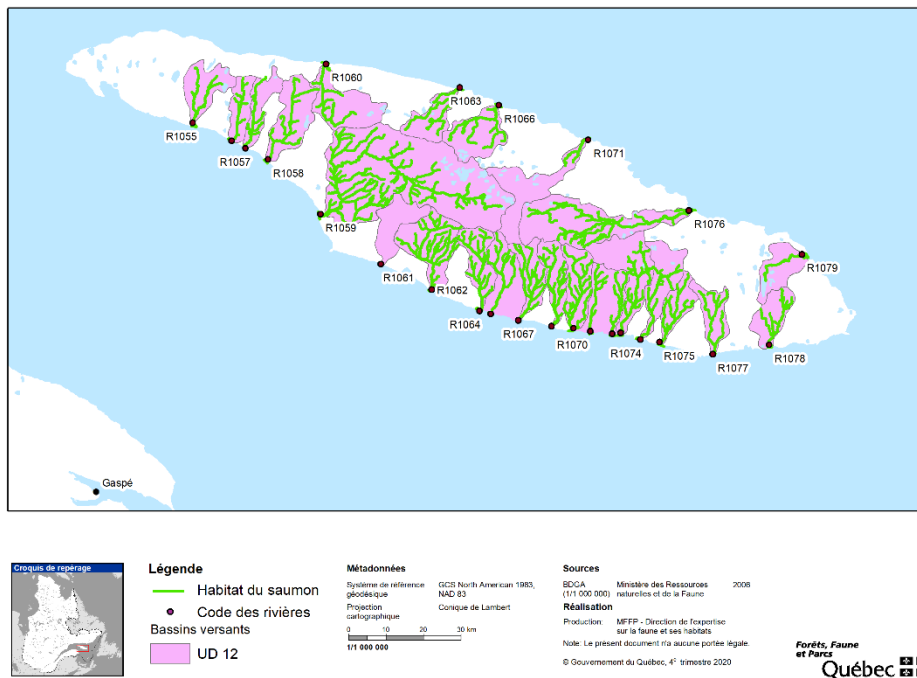 R1060
R1063
R1066
R1055
R1057
R1058
R1071
R1059
R1076
R1061
R1079
R1062
R1064
R1067
R1070
R1074
R1075
R1077
R1078
Gaspé
Croquis de repérage
Légende
Habitat du saumon
Code des rivières
Bassins versants
UD 12
Métadonnées
Système de référence géodésique GCS North American 1983, NAD 83
Projection cartographique Conique de Lambert
0 10 20 30 km
1/1 000 000
Sources
BDCA Ministère des Ressources 2008
(1/1 000 000) naturelles et de la Faune
Réalisation
Production: MFFP - Direction de l'expertise
sur la faune et ses habitats
Note: Le présent document n'a aucune portée légale.
© Gouvernement du Québec, 4e trimestre 2020
Forêts, Faune
et Parcs
Québec